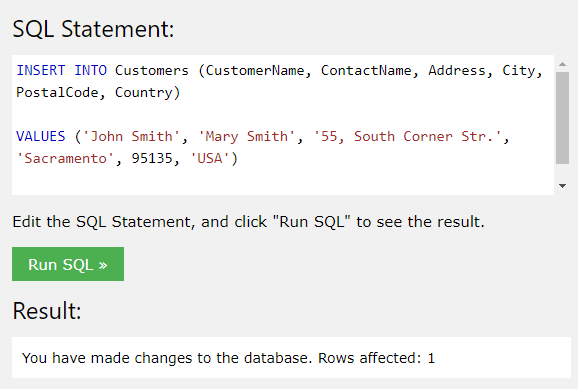 SQL Statement:
INSERT INTO Customers (CustomerName, ContactName, Address, City,
PostalCode, Country)
VALUES ('John Smith', 'Mary Smith', '55, South Corner Str.',
'Sacramento', 95135, 'USA')
Edit the SQL Statement, and click "Run SQL" to see the result.
Run SQL »
Result:
You have made changes to the database. Rows affected: 1